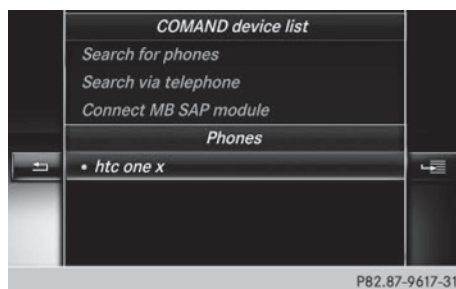 COMAND device list
Search for phones
Search via telephone
Connect MB SAP module
Phones
• htc one x
P82.87-9617-31